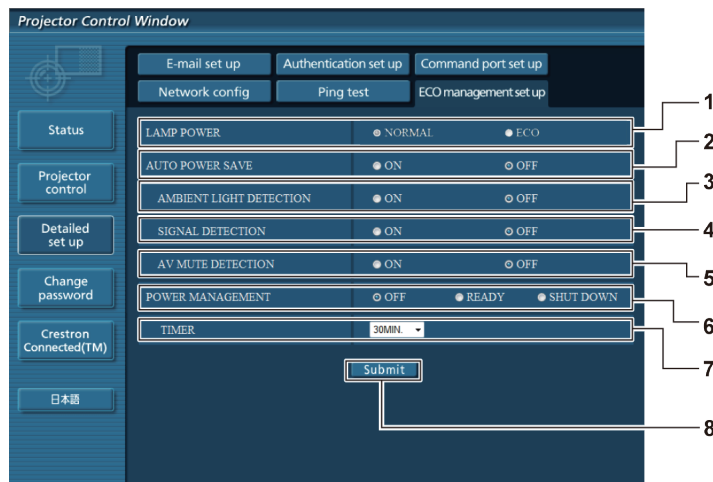 Projector Control Window
E-mail set up
Authentication set up
Command port set up
Network config
Ping test
ECO management set up
Status
Projector
control
Detailed
set up
Change
password
Crestron
Connected(TM)
日本語
LAMP POWER NORMAL ECO 1
AUTO POWER SAVE ON OFF 2
AMBIENT LIGHT DETECTION ON OFF 3
SIGNAL DETECTION ON OFF 4
AV MUTE DETECTION ON OFF 5
POWER MANAGEMENT OFF READY SHUT DOWN 6
TIMER 30MIN. 7
Submit 8